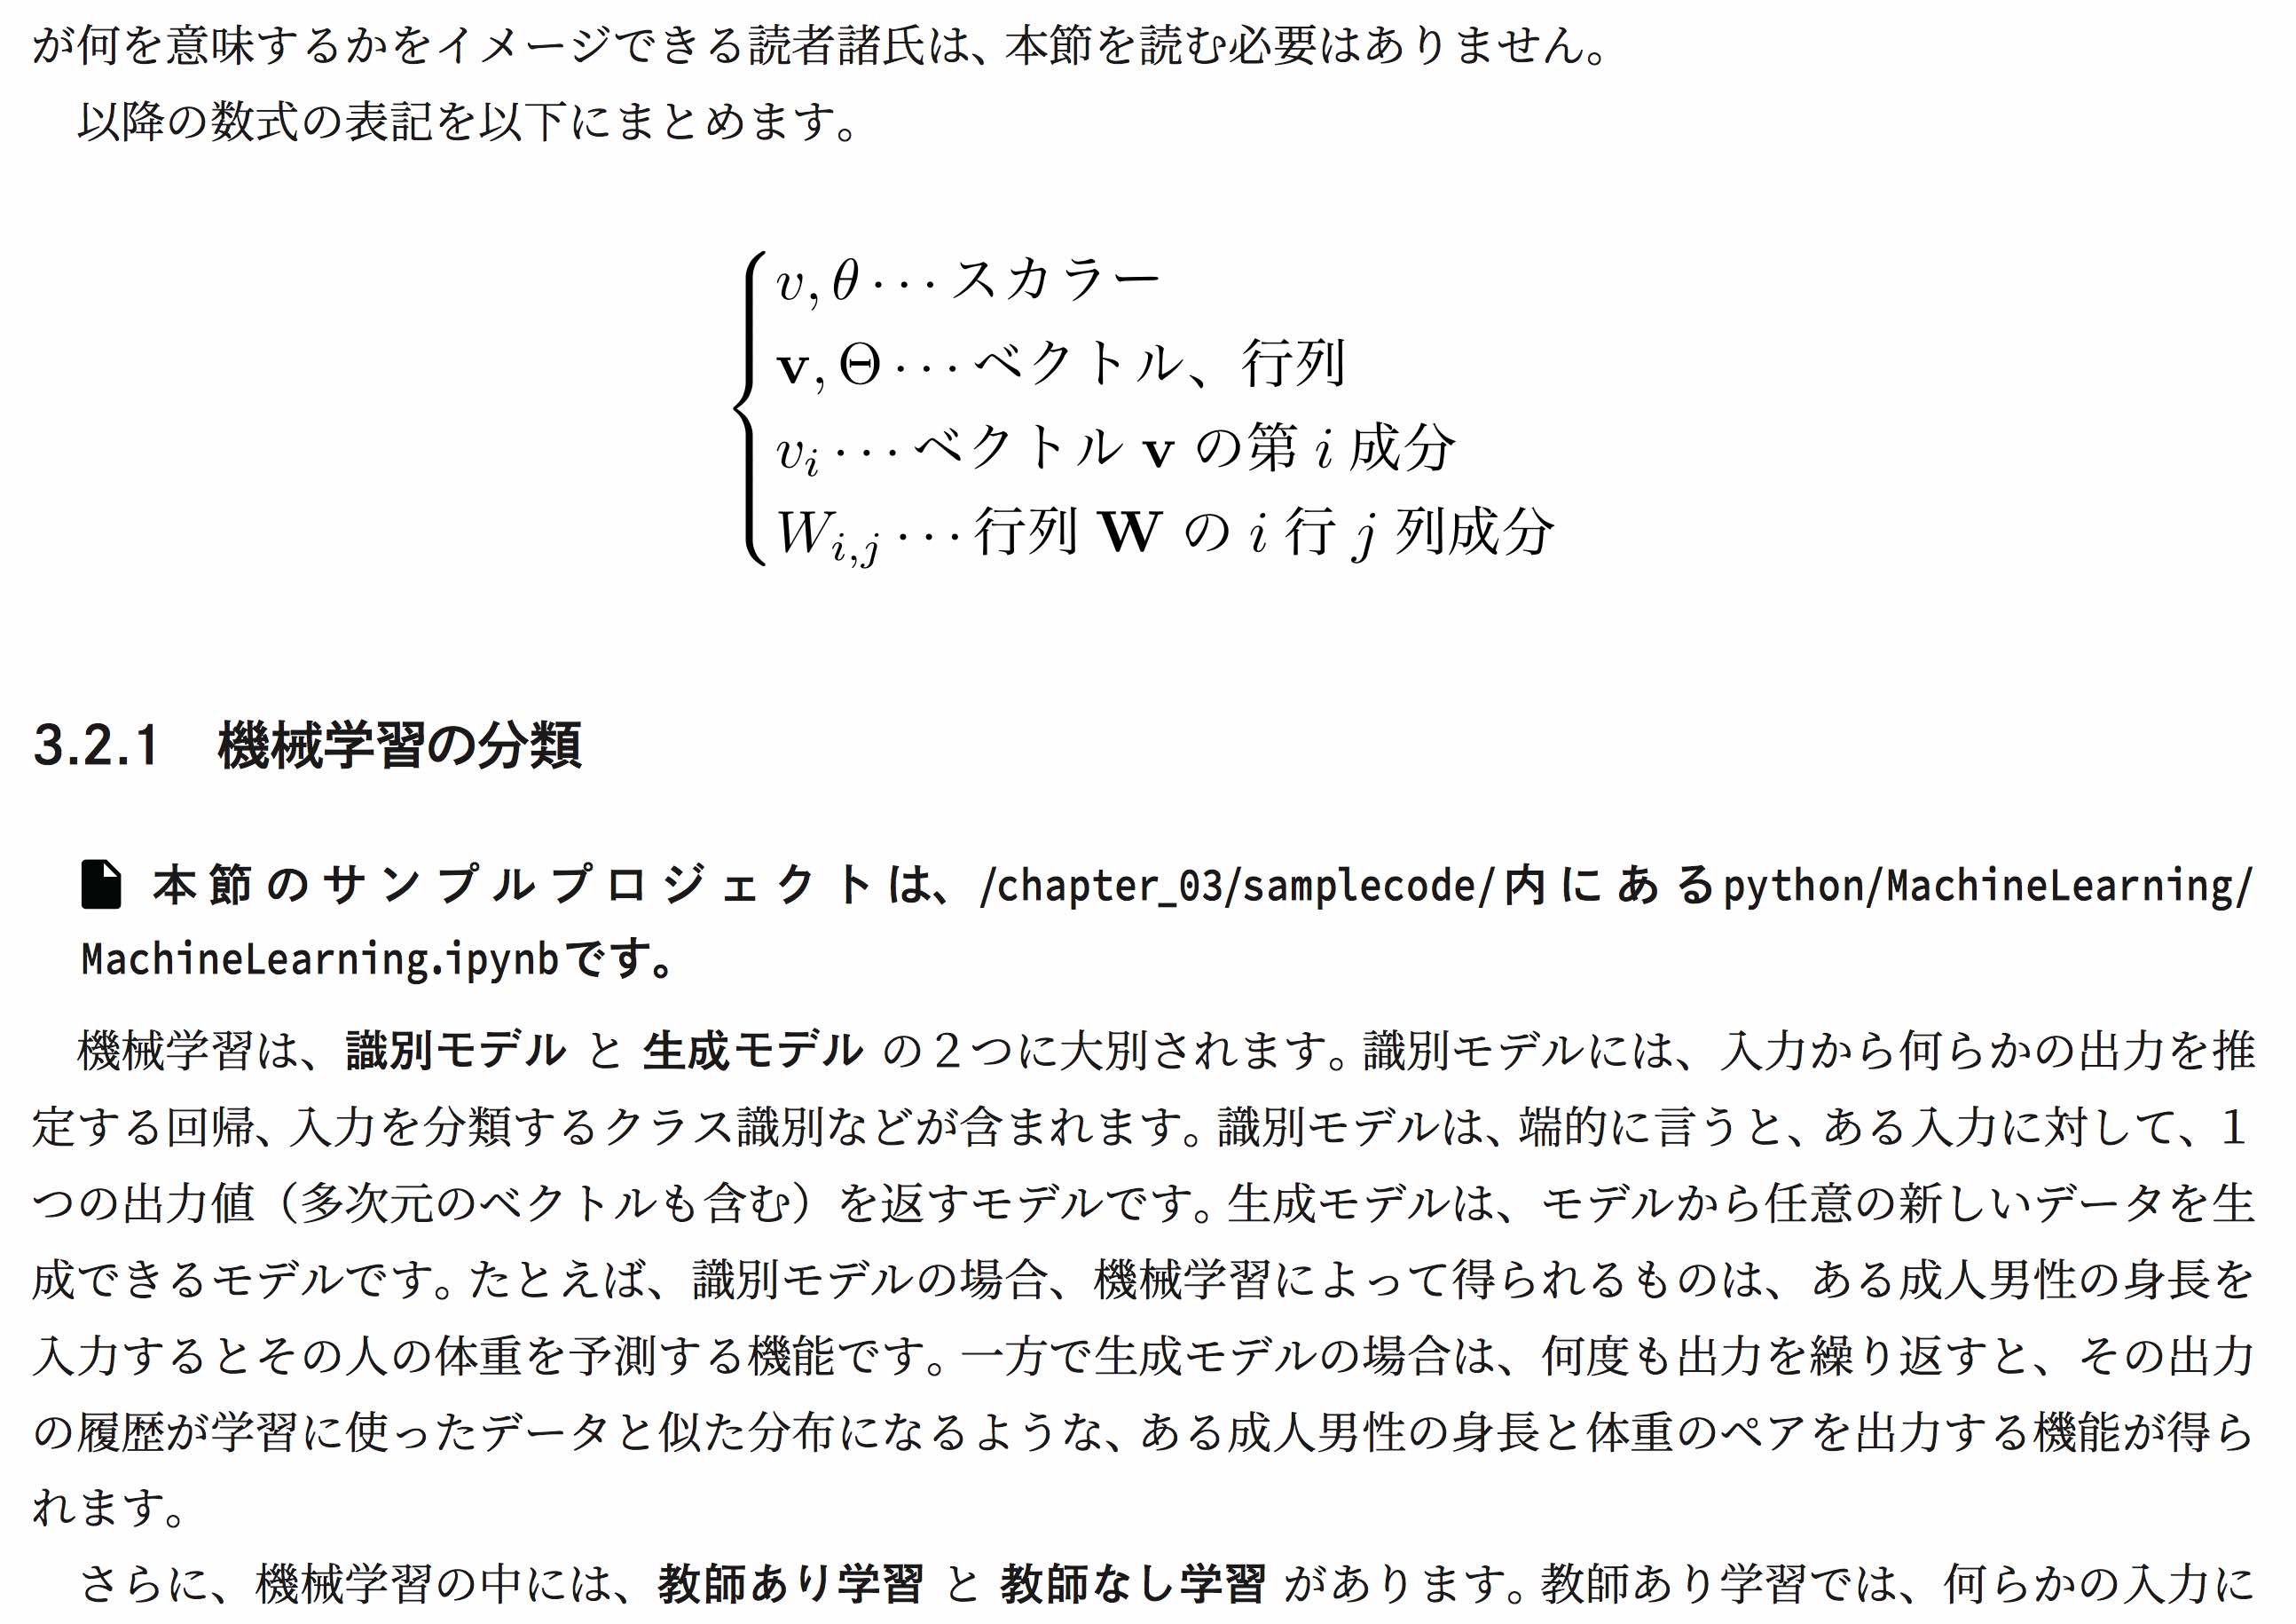 が何を意味するかをイメージできる読者諸氏は、本節を読む必要はありません。
以降の数式の表記を以下にまとめます。
v, θ ··· スカラー
v, Θ ··· ベクトル、行列
v_i ··· ベクトル v の第 i 成分
W_{i,j} ··· 行列 W の i 行 j 列成分
3.2.1　機械学習の分類
本節のサンプルプロジェクトは、/chapter_03/samplecode/内にあるpython/MachineLearning/
MachineLearning.ipynbです。
機械学習は、識別モデル と 生成モデル の２つに大別されます。識別モデルには、入力から何らかの出力を推
定する回帰、入力を分類するクラス識別などが含まれます。識別モデルは、端的に言うと、ある入力に対して、１
つの出力値（多次元のベクトルも含む）を返すモデルです。生成モデルは、モデルから任意の新しいデータを生
成できるモデルです。たとえば、識別モデルの場合、機械学習によって得られるものは、ある成人男性の身長を
入力するとその人の体重を予測する機能です。一方で生成モデルの場合は、何度も出力を繰り返すと、その出力
の履歴が学習に使ったデータと似た分布になるような、ある成人男性の身長と体重のペアを出力する機能が得ら
れます。
さらに、機械学習の中には、教師あり学習 と 教師なし学習 があります。教師あり学習では、何らかの入力に